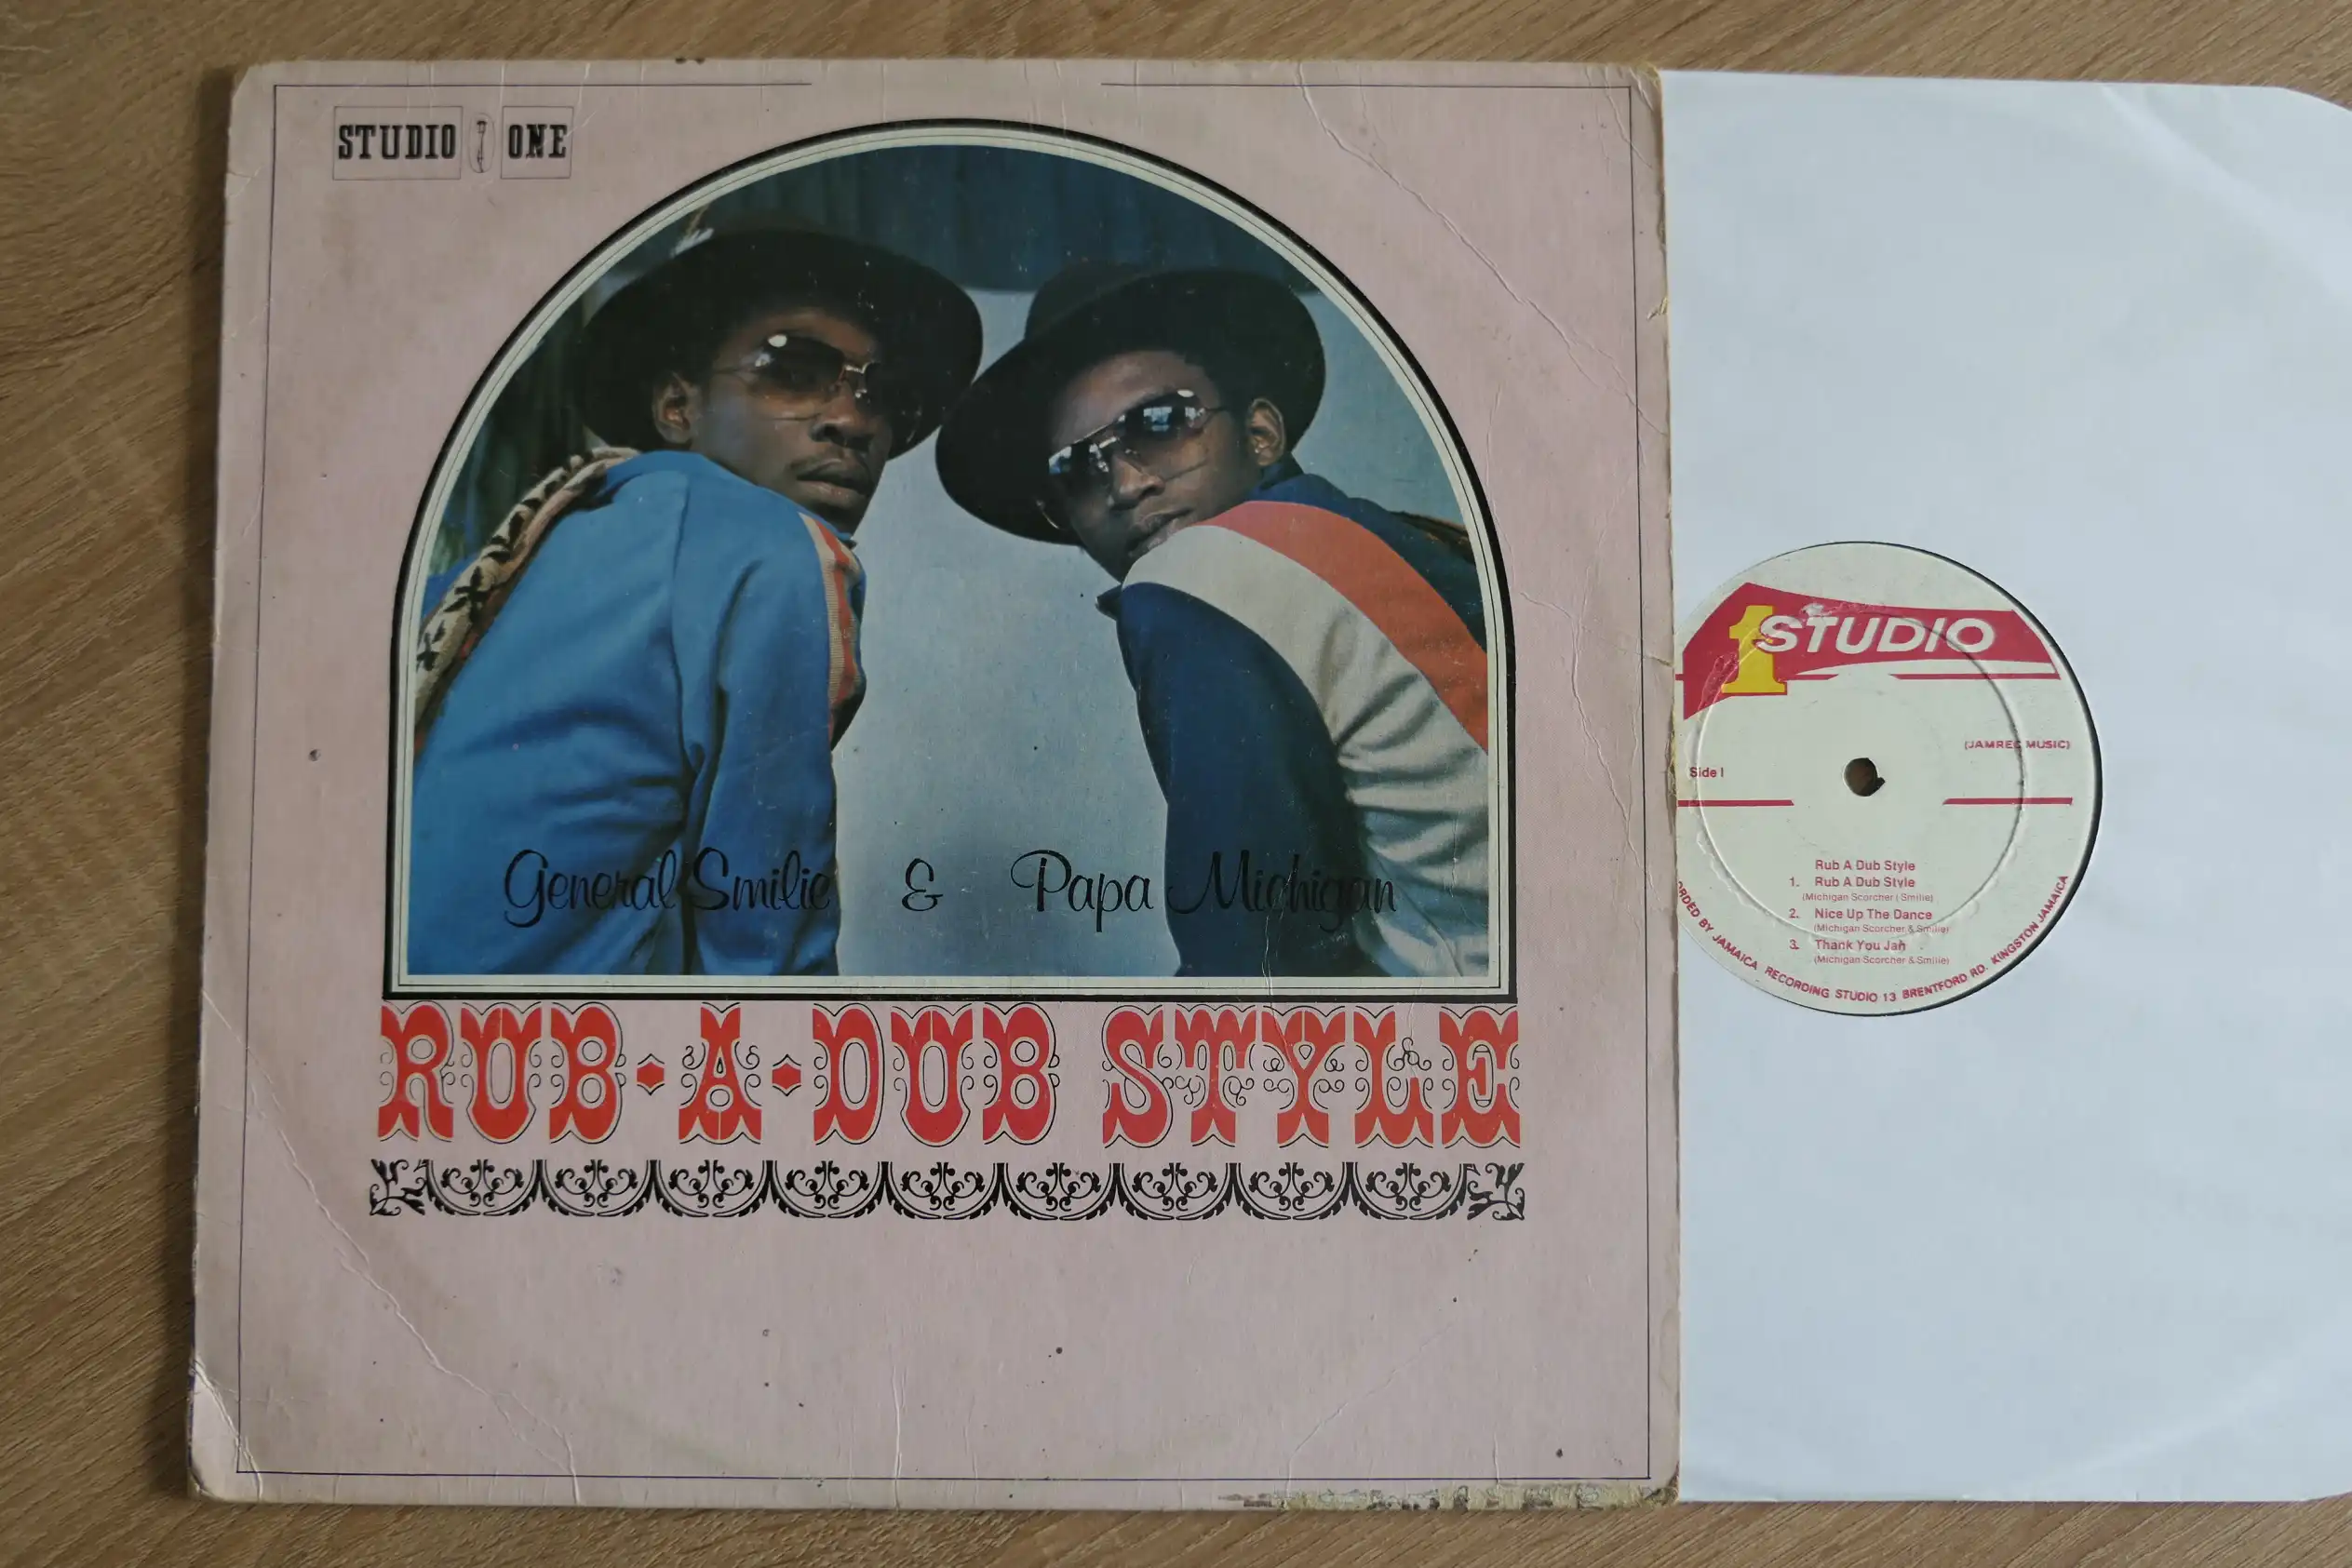 STUDIO ONE
General Smilie & Papa Michigan
RUB-A-DUB STYLE
1 STUDIO
(JAMREC MUSIC)
Side I
Rub A Dub Style
1. Rub A Dub Style
(Michigan Scorcher & Smilie)
2. Nice Up The Dance
(Michigan Scorcher & Smilie)
3. Thank You Jah
(Michigan Scorcher & Smilie)
BY JAMAICA RECORDING STUDIO 13 BRENTFORD RD. KINGSTON JAMAICA